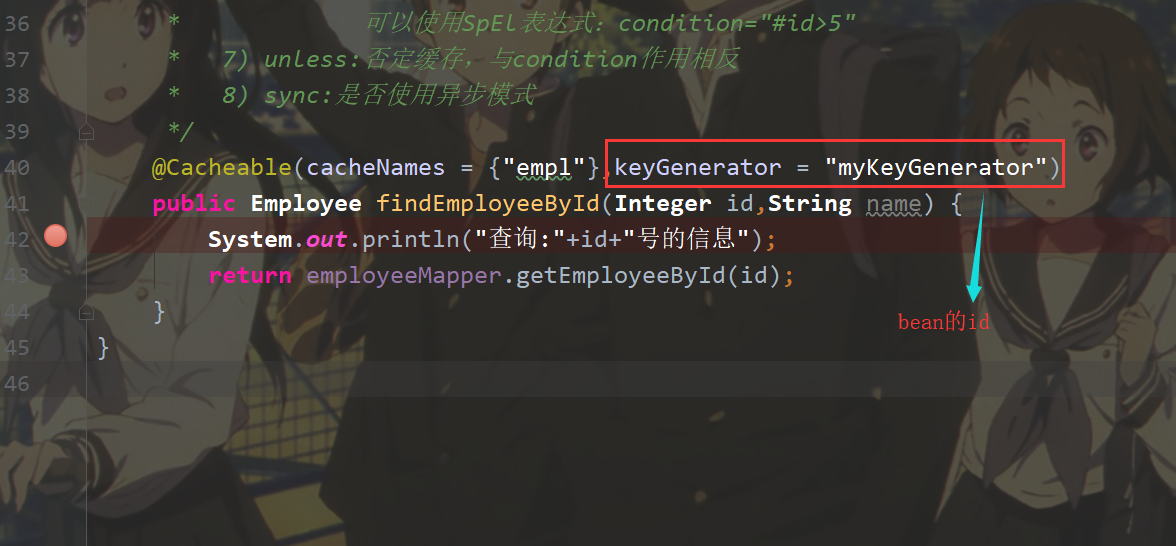 36 * 可以使用SpEl表达式：condition="#id>5"
37 * 7) unless:否定缓存，与condition作用相反
38 * 8) sync:是否使用异步模式
39 */
40 @Cacheable(cacheNames = {"empl"},keyGenerator = "myKeyGenerator")
41 public Employee findEmployeeById(Integer id,String name) {
42 System.out.println("查询:"+id+"号的信息");
43 return employeeMapper.getEmployeeById(id);
bean的id
44 }
45 }
46